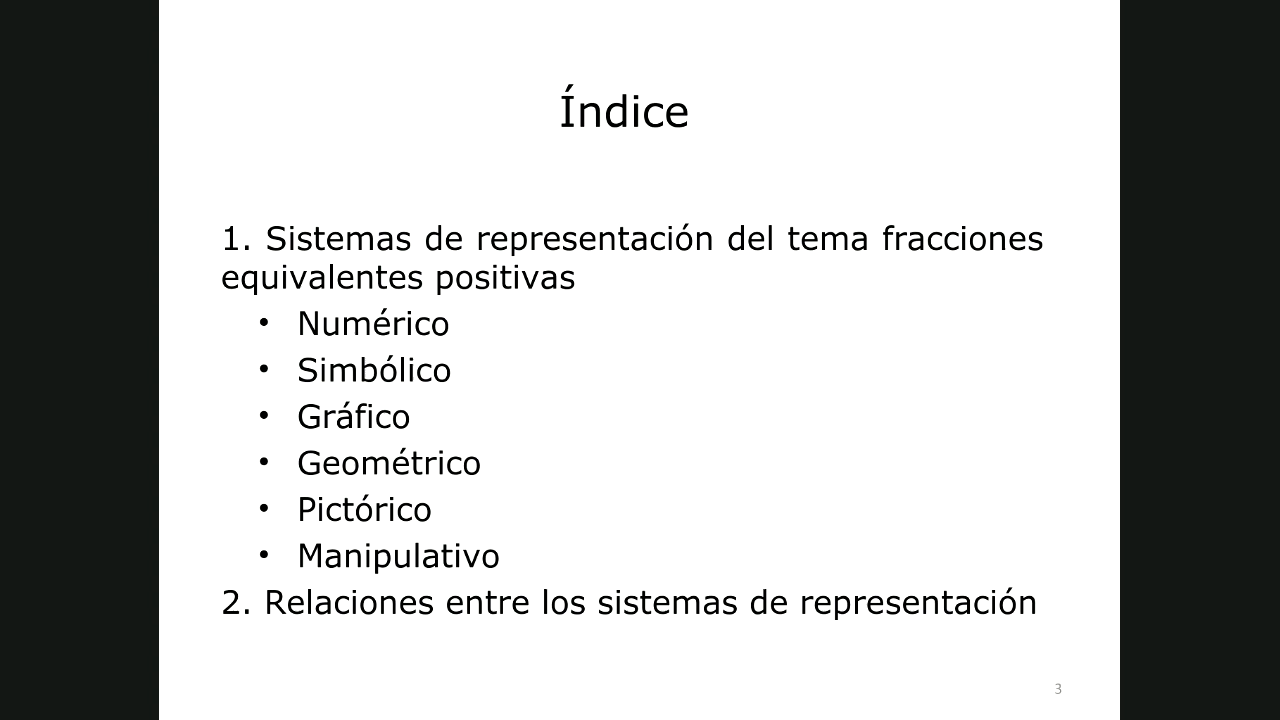 Índice
1. Sistemas de representación del tema fracciones
equivalentes positivas
• Numérico
• Simbólico
• Gráfico
• Geométrico
• Pictórico
• Manipulativo
2. Relaciones entre los sistemas de representación
3